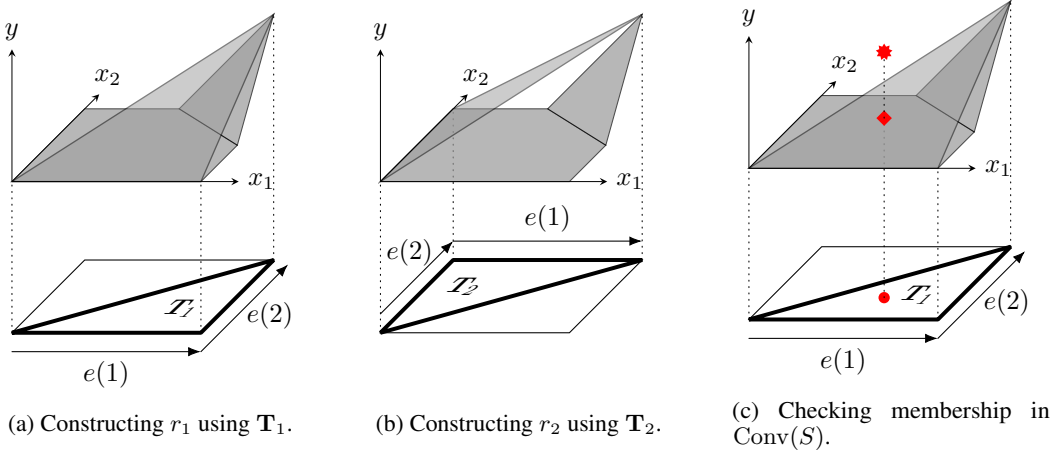 y
x₂
x₁
T₁
e(2)
e(1)
(a) Constructing r₁ using T₁.
y
x₂
x₁
e(1)
e(2)
T₂
(b) Constructing r₂ using T₂.
y
x₂
x₁
T₁
e(2)
e(1)
(c) Checking membership in
Conv(S).